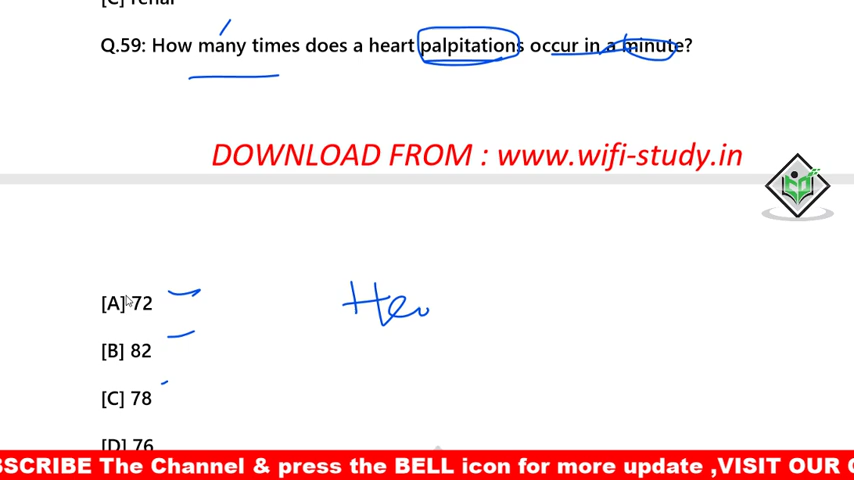 Q.59: How many times does a heart palpitations occur in a minute?
DOWNLOAD FROM : www.wifi-study.in
[A] 72
[B] 82
[C] 78
[D] 76
SCRIBE The Channel & press the BELL icon for more update ,VISIT OUR